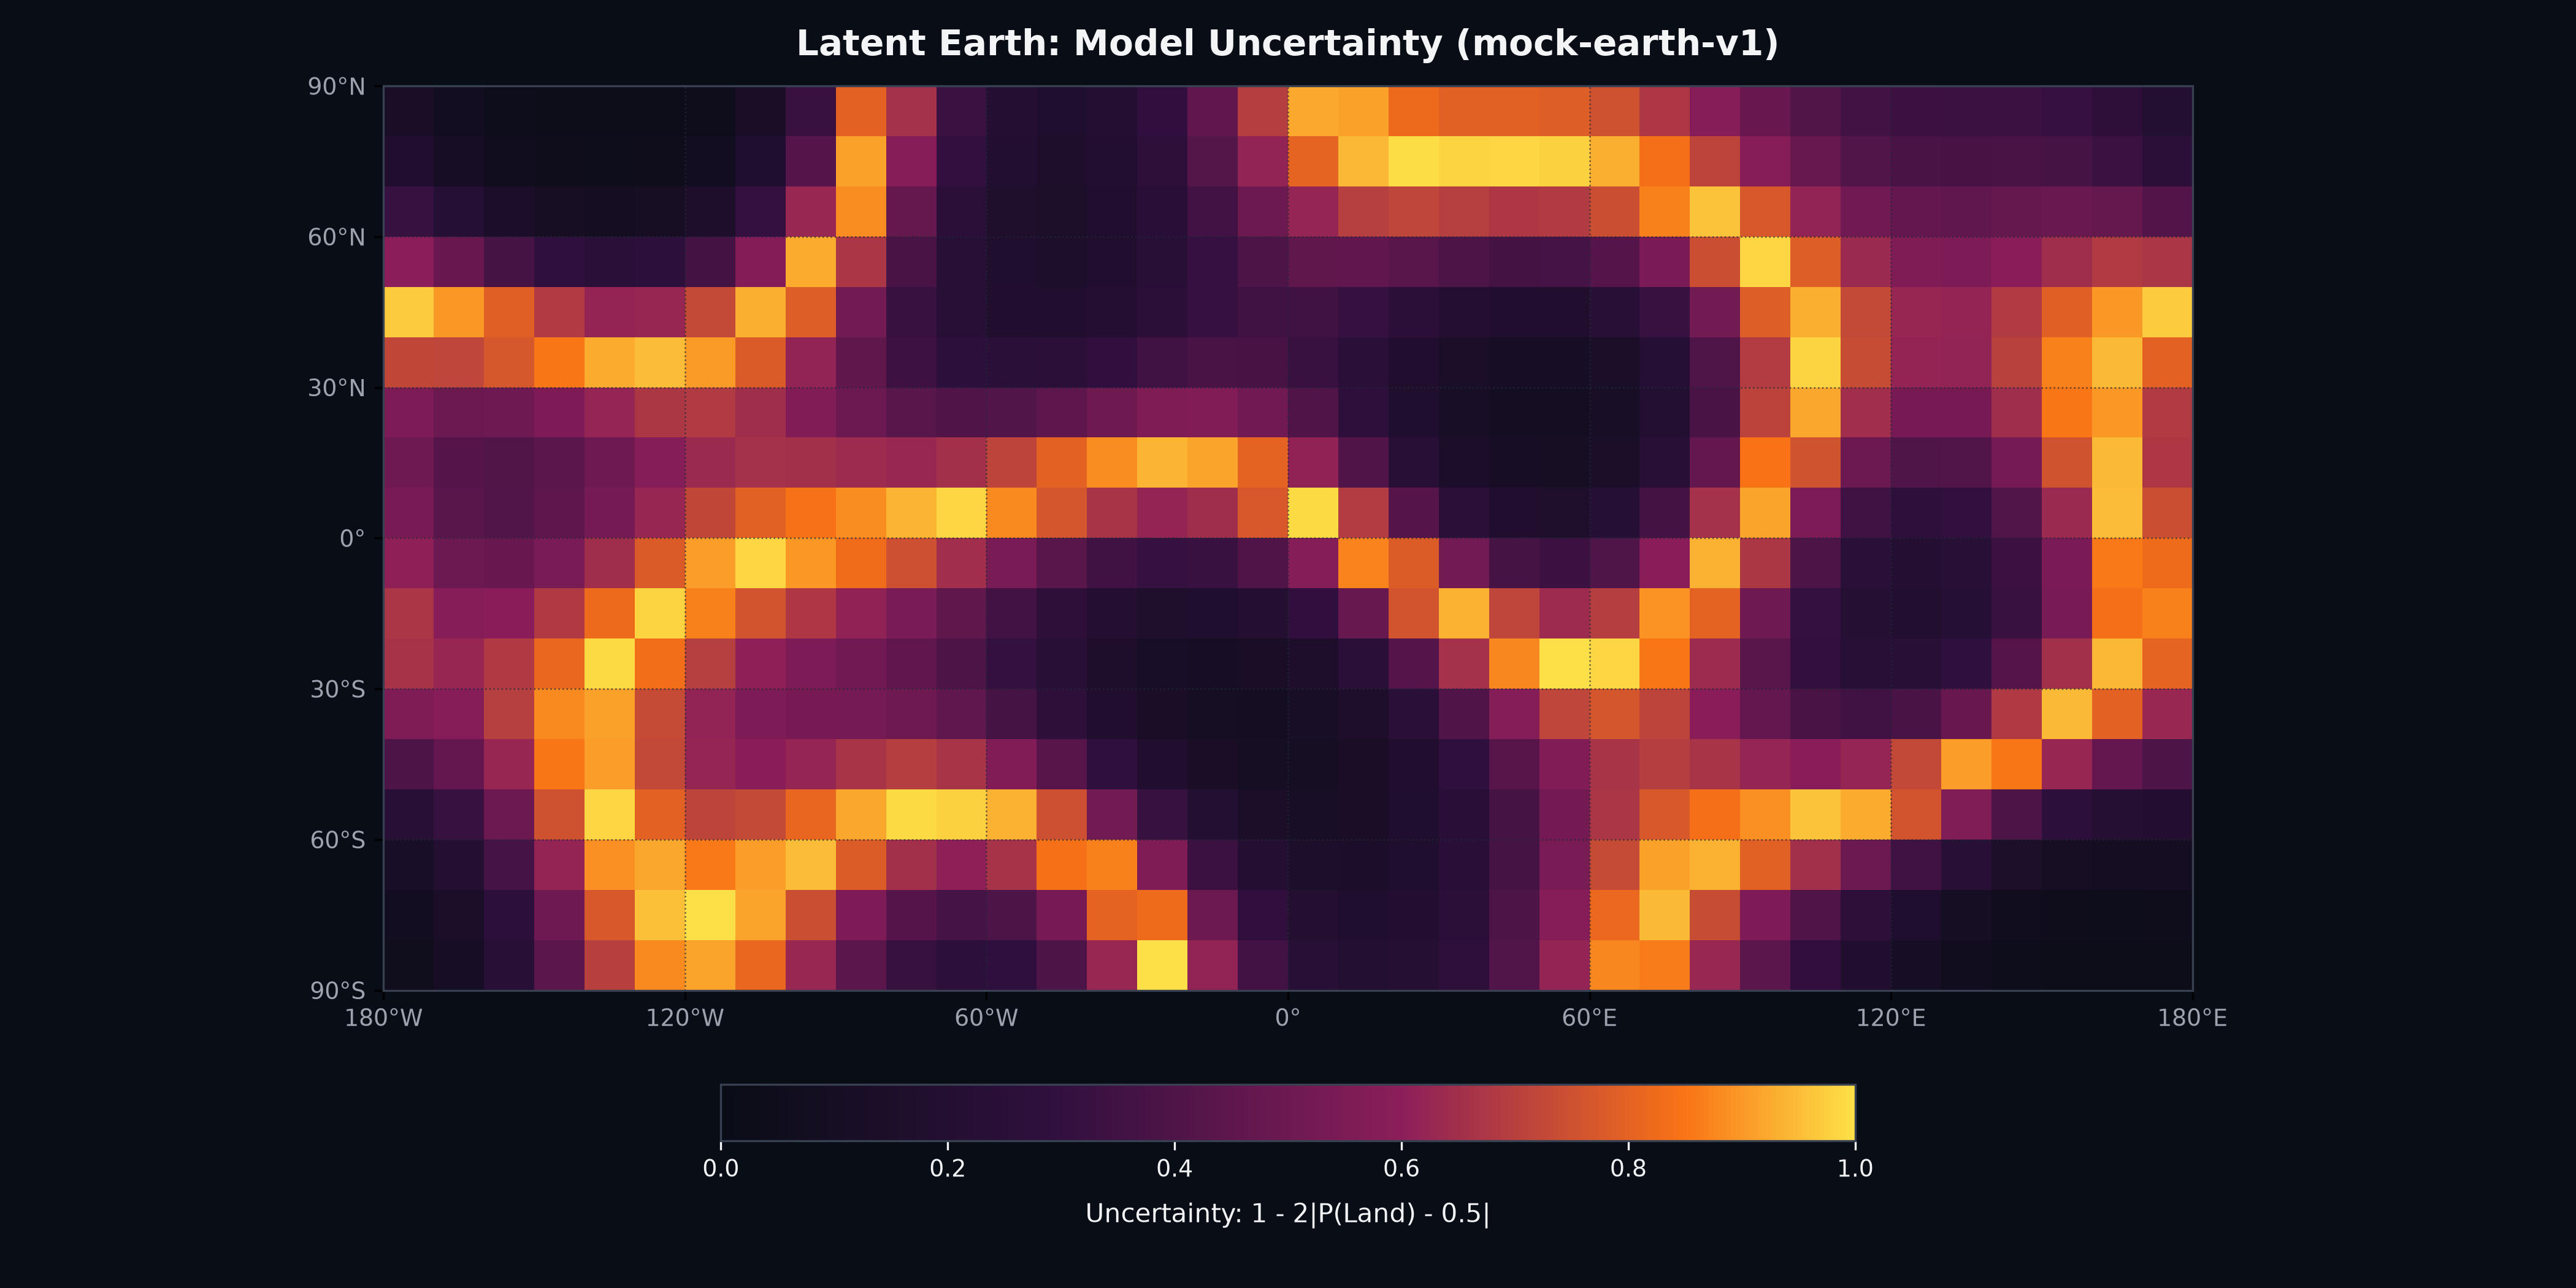 Latent Earth: Model Uncertainty (mock-earth-v1)
90°N
60°N
30°N
0°
30°S
60°S
90°S
180°W 120°W 60°W 0° 60°E 120°E 180°E
0.0 0.2 0.4 0.6 0.8 1.0
Uncertainty: 1 - 2|P(Land) - 0.5|